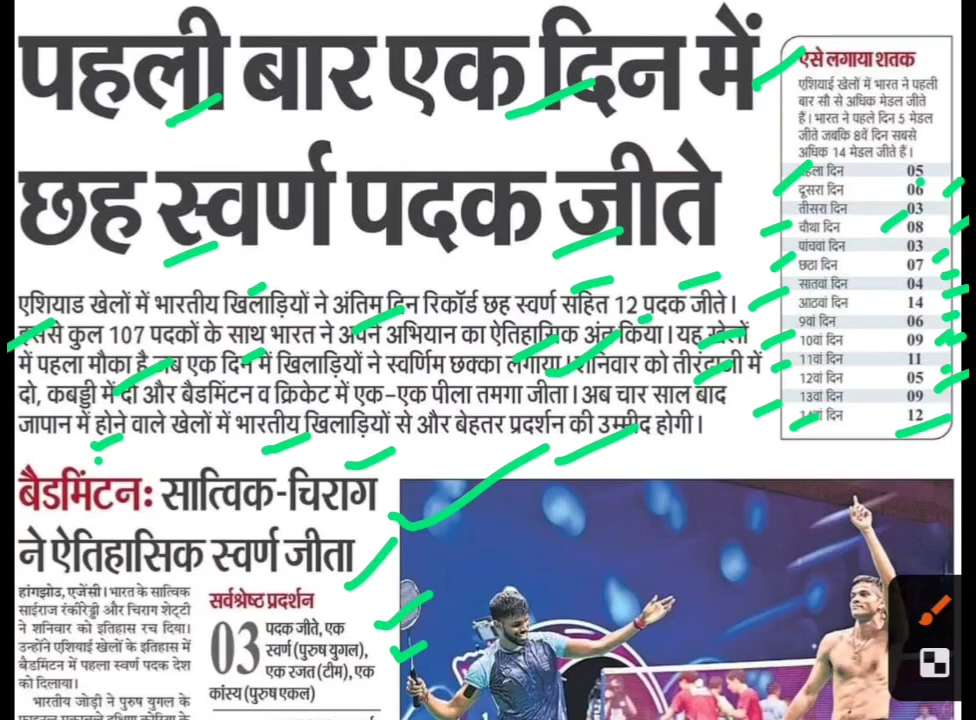 पहली बार एक दिन में
छह स्वर्ण पदक जीते
एशियाड खेलों में भारतीय खिलाड़ियों ने अंतिम दिन रिकॉर्ड छह स्वर्ण सहित 12 पदक जीते।
इससे कुल 107 पदकों के साथ भारत ने अपने अभियान का ऐतिहासिक अंत किया। यह खेलों
में पहला मौका है जब एक दिन में खिलाड़ियों ने स्वर्णिम छक्का लगाया। शनिवार को तीरंदाजी में
दो, कबड्डी में दो और बैडमिंटन व क्रिकेट में एक-एक पीला तमगा जीता। अब चार साल बाद
जापान में होने वाले खेलों में भारतीय खिलाड़ियों से और बेहतर प्रदर्शन की उम्मीद होगी।
ऐसे लगाया शतक
एशियाई खेलों में भारत ने पहली
बार सौ से अधिक मेडल जीते
हैं। भारत ने पहले दिन 5 मेडल
जीते जबकि 8वें दिन सबसे
अधिक 14 मेडल जीते हैं।
पहला दिन 05
दूसरा दिन 06
तीसरा दिन 03
चौथा दिन 08
पांचवां दिन 03
छठा दिन 07
सातवां दिन 04
आठवां दिन 14
9वां दिन 06
10वां दिन 09
11वां दिन 11
12वां दिन 05
13वां दिन 09
14वां दिन 12
बैडमिंटन: सात्विक-चिराग
ने ऐतिहासिक स्वर्ण जीता
हांगझोउ, एजेंसी। भारत के सात्विक
साईराज रंकीरेड्डी और चिराग शेट्टी
ने शनिवार को इतिहास रच दिया।
उन्होंने एशियाई खेलों के इतिहास में
बैडमिंटन में पहला स्वर्ण पदक देश
को दिलाया।
भारतीय जोड़ी ने पुरुष युगल के
सर्वश्रेष्ठ प्रदर्शन
03 पदक जीते, एक
स्वर्ण (पुरुष युगल),
एक रजत (टीम), एक
कांस्य (पुरुष एकल)